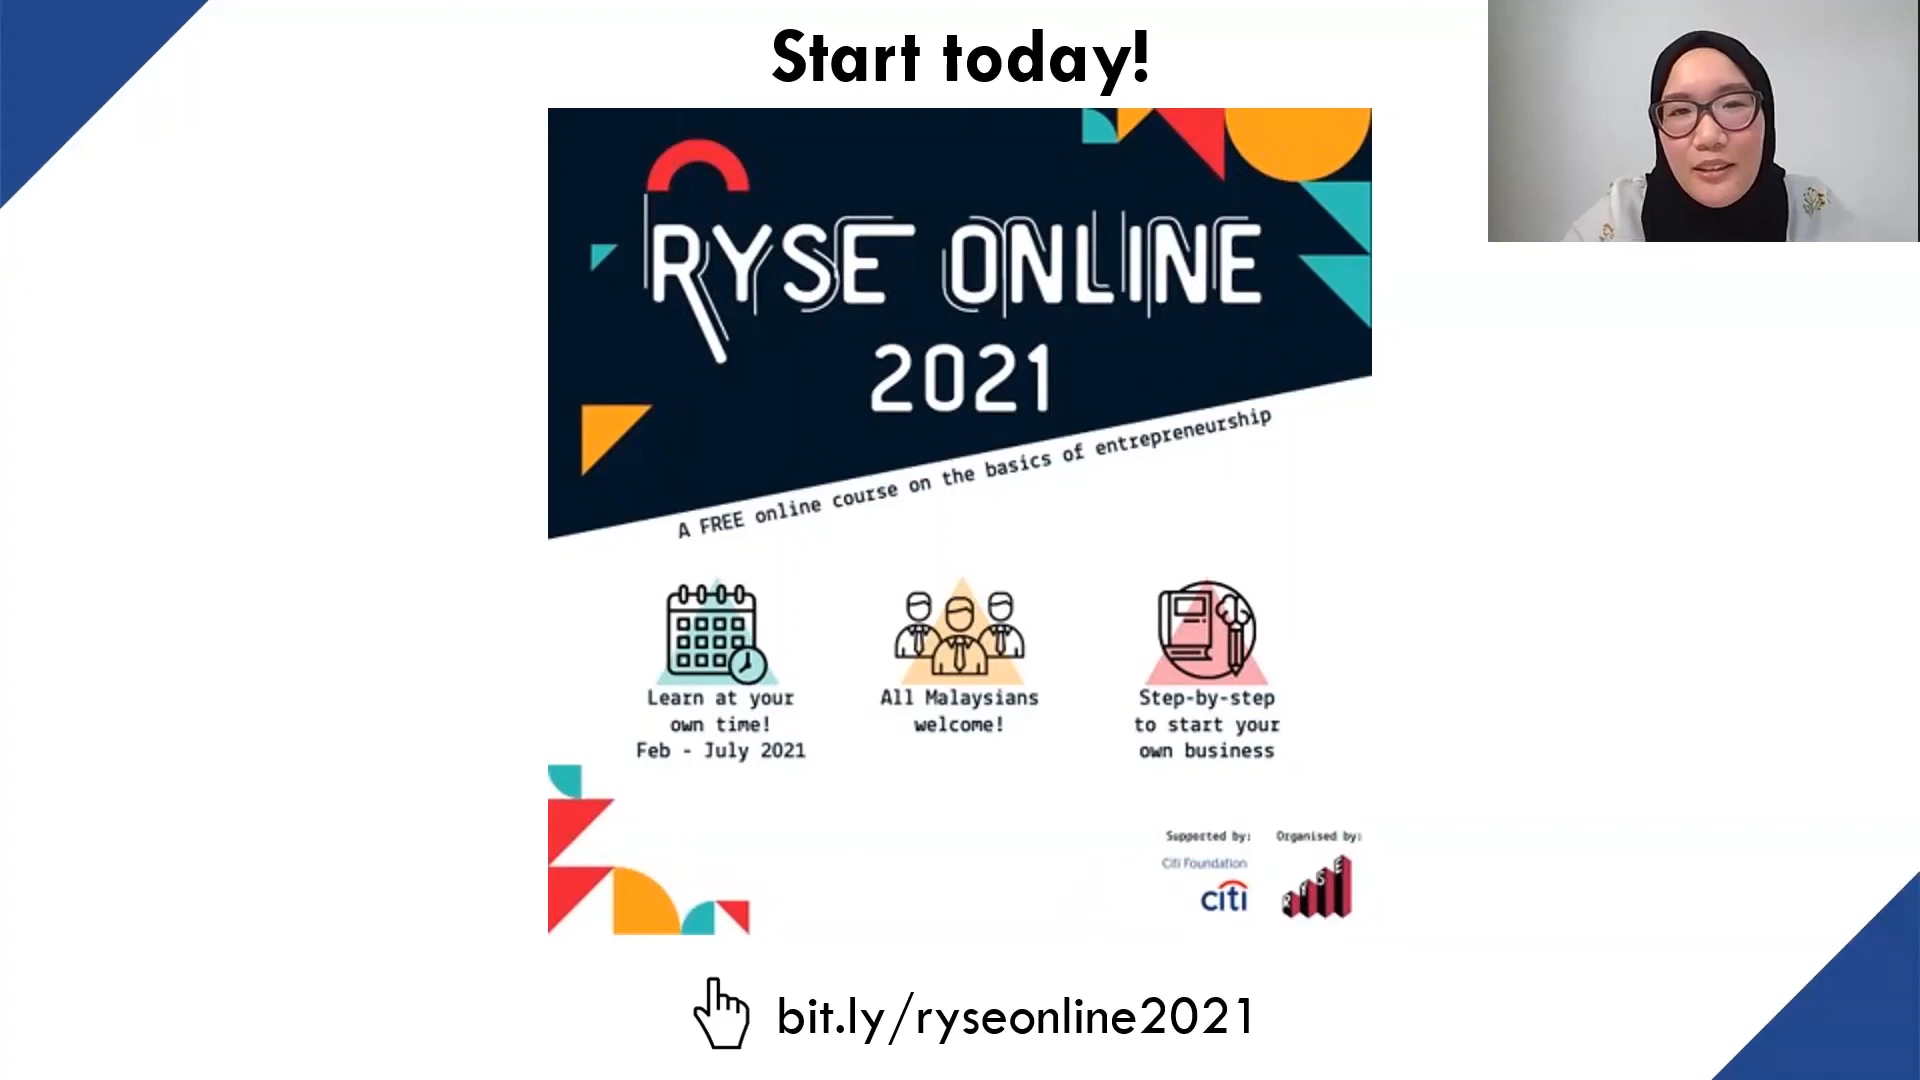 Start today!
RYSE ONLINE
2021
A FREE online course on the basics of entrepreneurship
Learn at your
own time!
Feb - July 2021
All Malaysians
welcome!
Step-by-step
to start your
own business
Supported by:
Citi Foundation
citi
Organised by:
RYSE
bit.ly/ryseonline2021